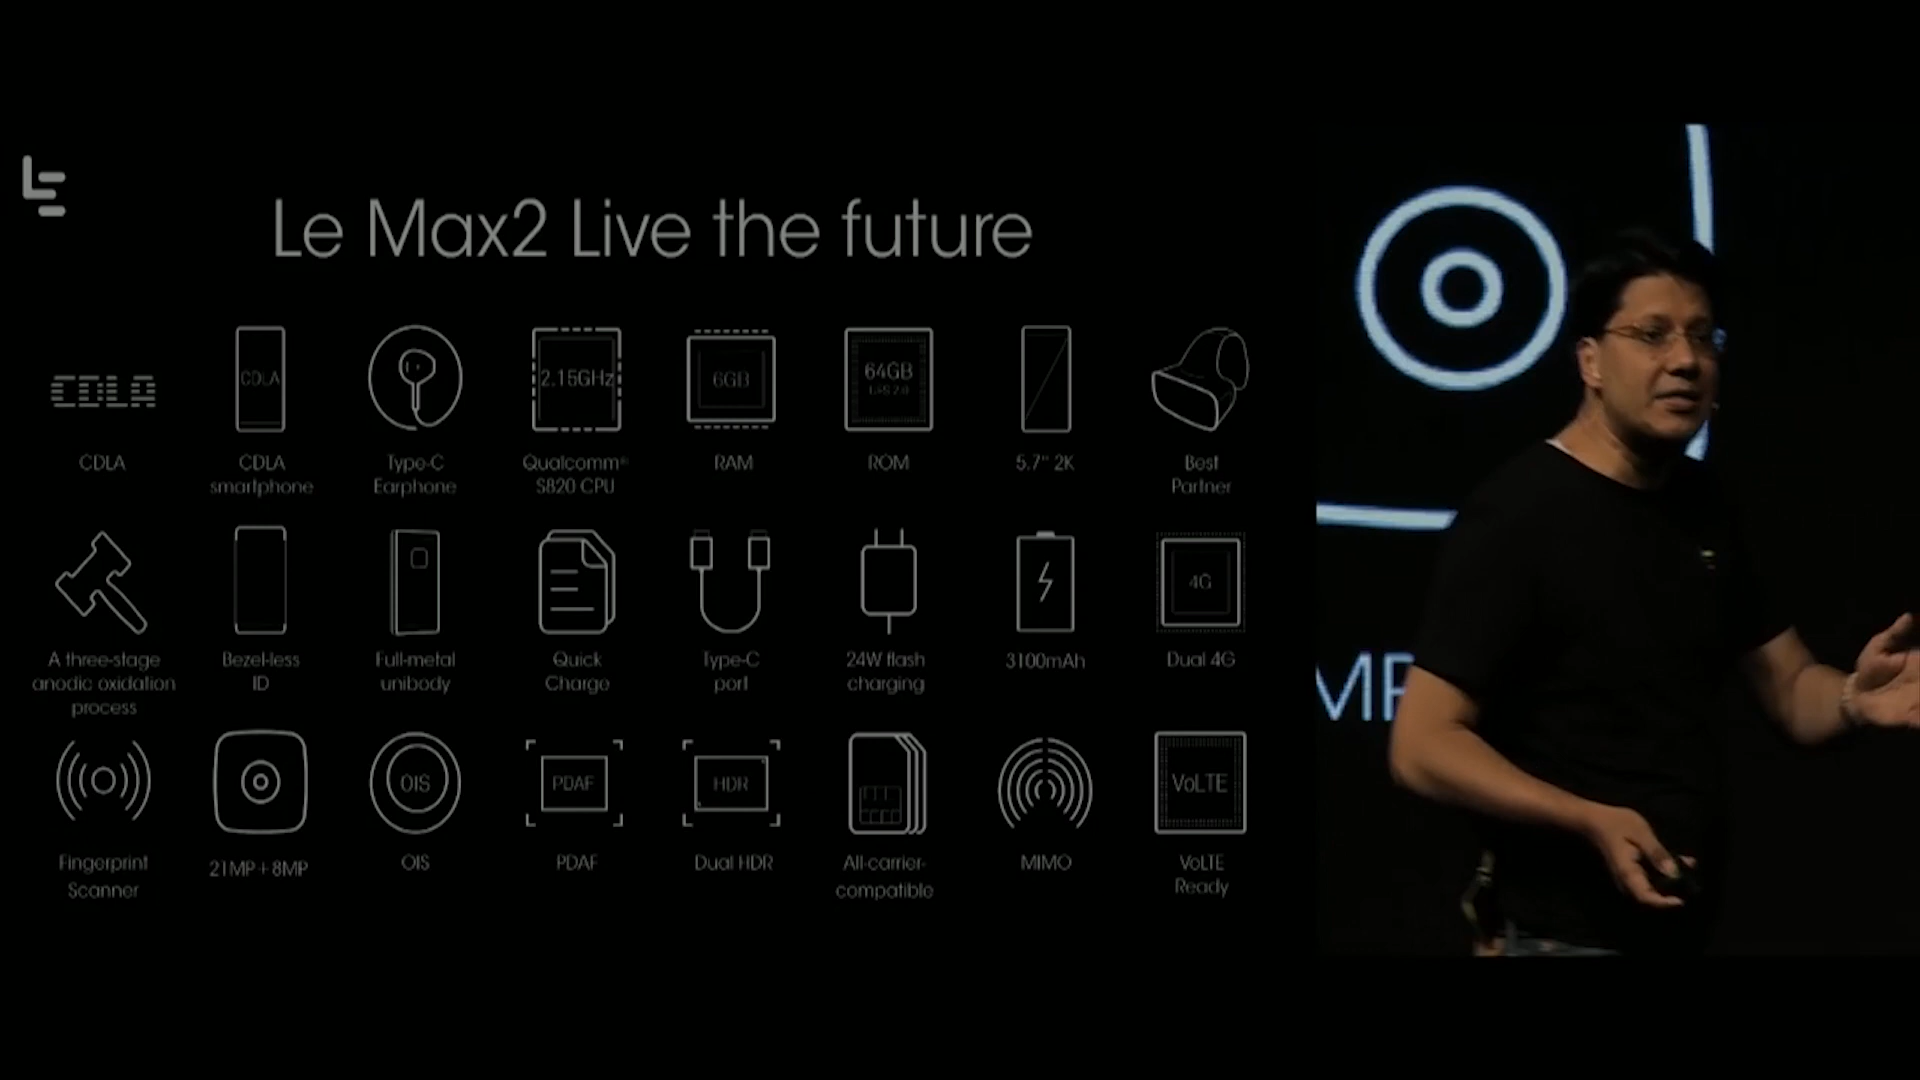 Le Max2 Live the future
CDLA
CDLA
2.15GHz
6GB
64GB
CDLA
CDLA
smartphone
Type-C
Earphone
Qualcomm®
S820 CPU
RAM
ROM
5.7" 2K
Best
Partner
4G
A three-stage
anodic oxidation
process
Bezel-less
ID
Full-metal
unibody
Quick
Charge
Type-C
port
24W flash
charging
3100mAh
Dual 4G
OIS
PDAF
HDR
VoLTE
Fingerprint
Scanner
21MP+8MP
OIS
PDAF
Dual HDR
All-carrier-
compatible
MIMO
VoLTE
Ready
MP